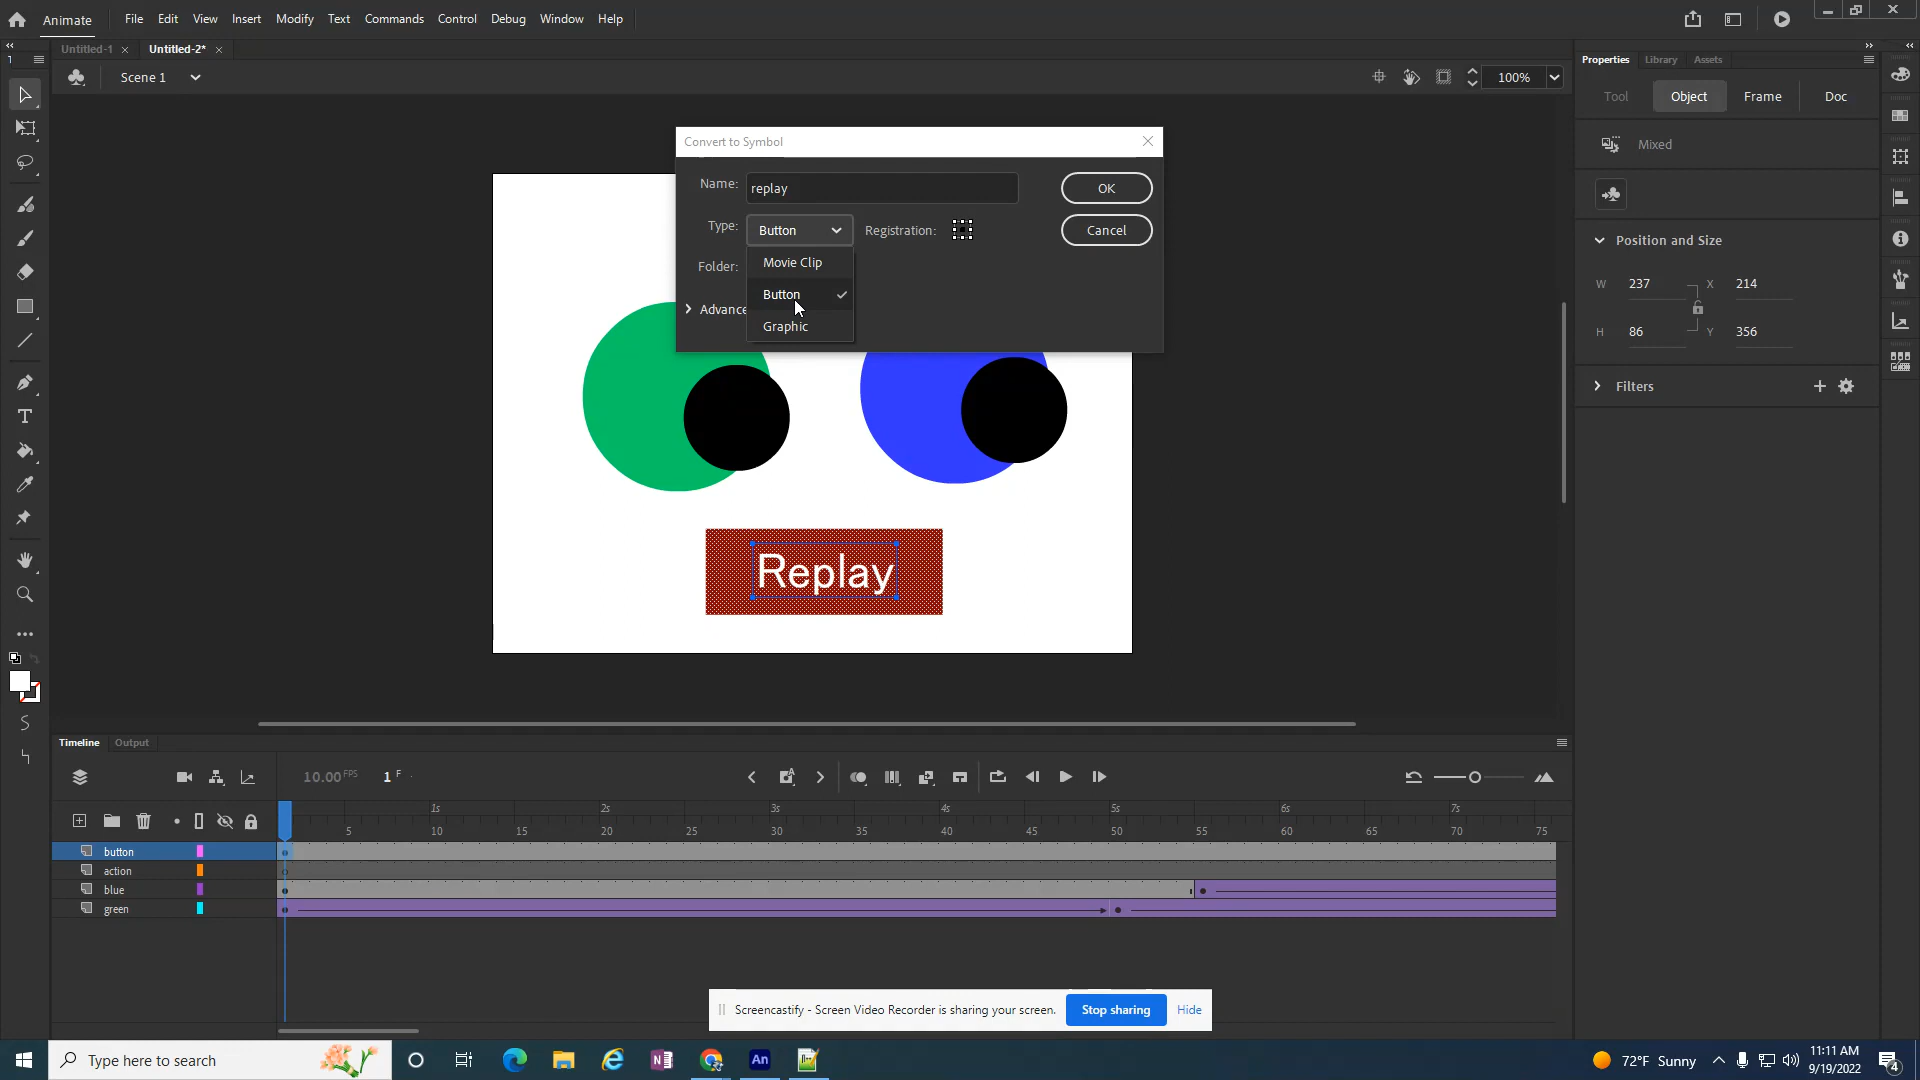 Animate File Edit View Insert Modify Text Commands Control Debug Window Help
Untitled-1 × Untitled-2* ×
Scene 1 100%
Convert to Symbol
Name: replay OK
Type: Button Registration: Cancel
Movie Clip
Folder:
Button
Advance
Graphic
Replay
Properties Library Assets
Tool Object Frame Doc
Mixed
Position and Size
W 237 X 214
H 86 Y 356
Filters
Timeline Output
10.00 FPS 1 F
1s 2s 3s 4s 5s 6s 7s
5 10 15 20 25 30 35 40 45 50 55 60 65 70 75
button
action
blue
green
Screencastify - Screen Video Recorder is sharing your screen. Stop sharing Hide
Type here to search
An
72°F Sunny
11:11 AM
9/19/2022
4